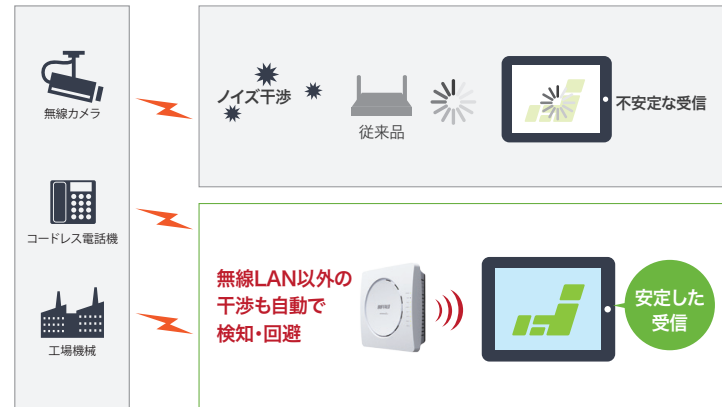 無線カメラ
コードレス電話機
工場機械
ノイズ干渉
従来品
不安定な受信
無線LAN以外の
干渉も自動で
検知・回避
安定した
受信